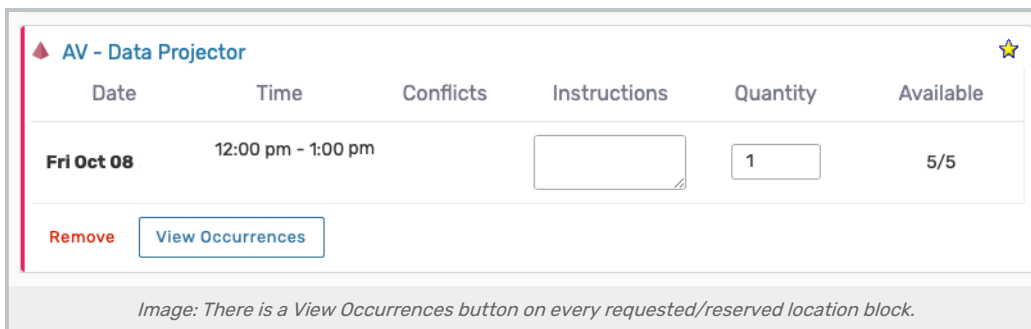 AV - Data Projector
Date Time Conflicts Instructions Quantity Available
Fri Oct 08 12:00 pm - 1:00 pm 1 5/5
Remove View Occurrences
Image: There is a View Occurrences button on every requested/reserved location block.